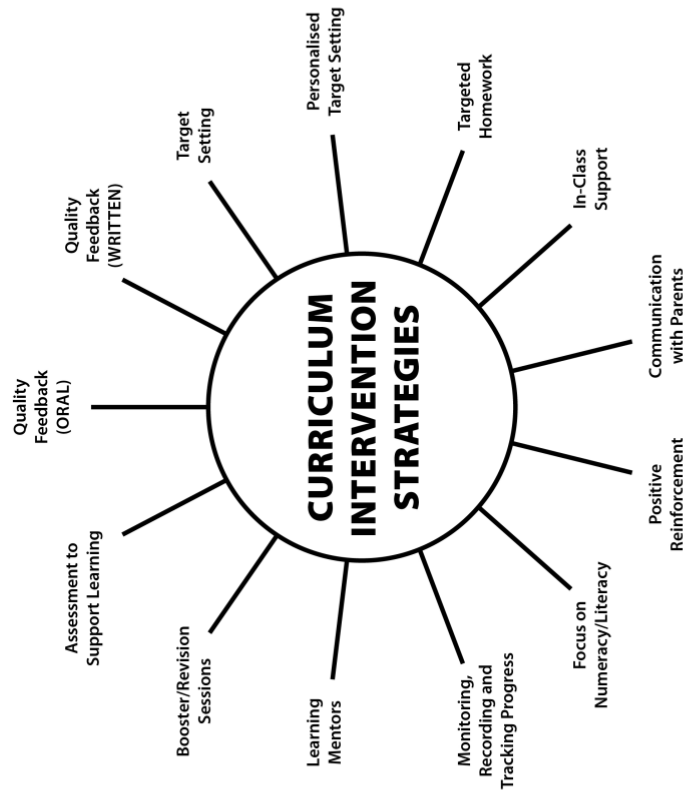 CURRICULUM
INTERVENTION
STRATEGIES
Quality
Feedback
(ORAL)
Quality
Feedback
(WRITTEN)
Target
Setting
Personalised
Target Setting
Targeted
Homework
In-Class
Support
Communication
with Parents
Positive
Reinforcement
Focus on
Numeracy/Literacy
Monitoring,
Recording and
Tracking Progress
Learning
Mentors
Booster/Revision
Sessions
Assessment to
Support Learning